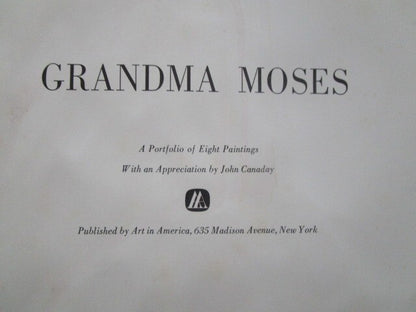 GRANDMA MOSES
A Portfolio of Eight Paintings
With an Appreciation by John Canaday
Published by Art in America, 635 Madison Avenue, New York